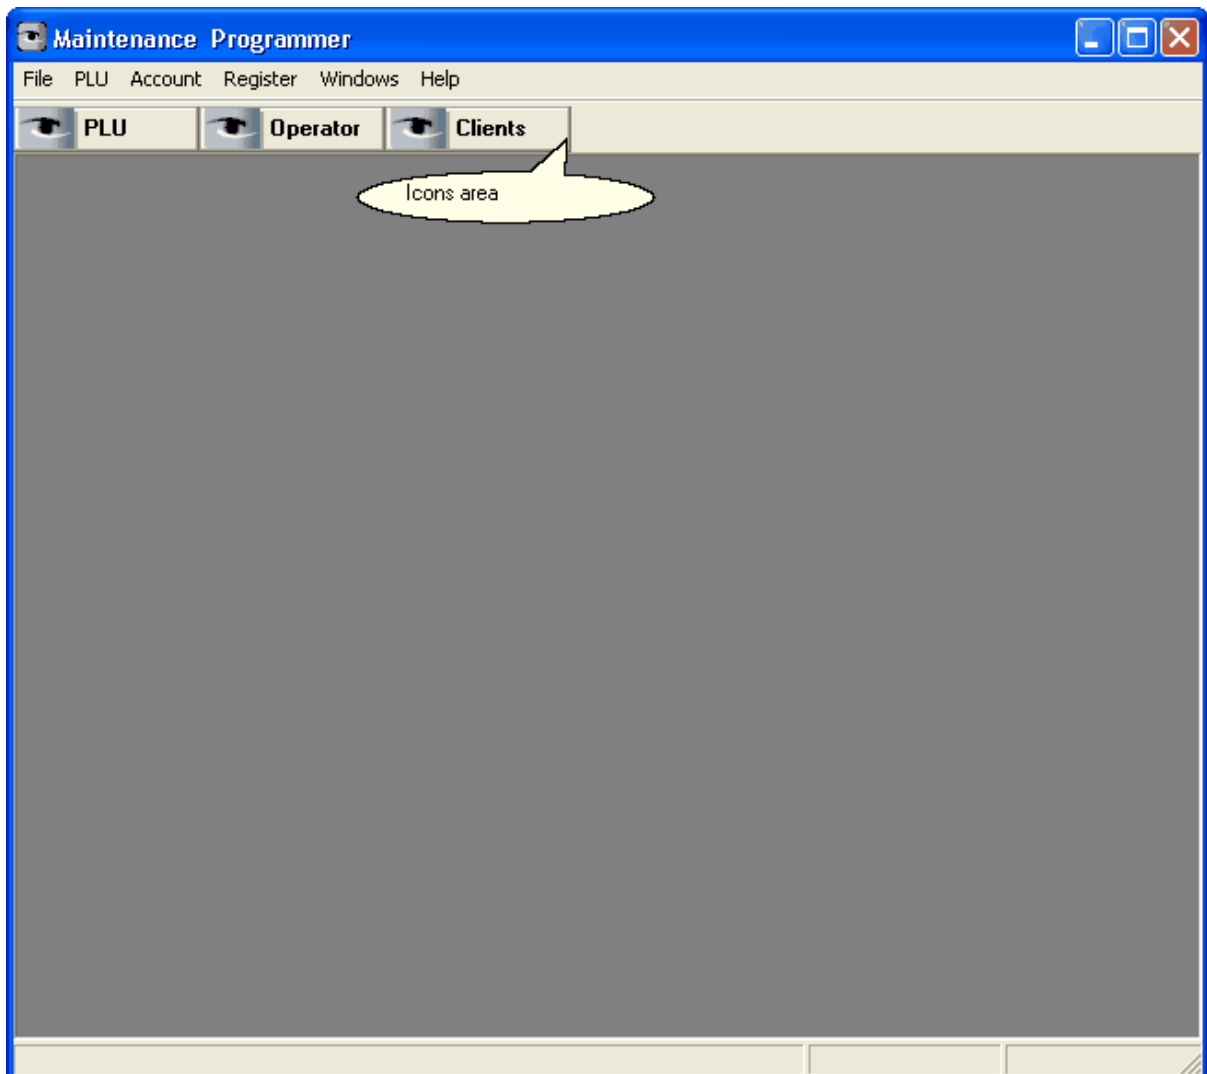 Maintenance Programmer
File PLU Account Register Windows Help
PLU Operator Clients
Icons area